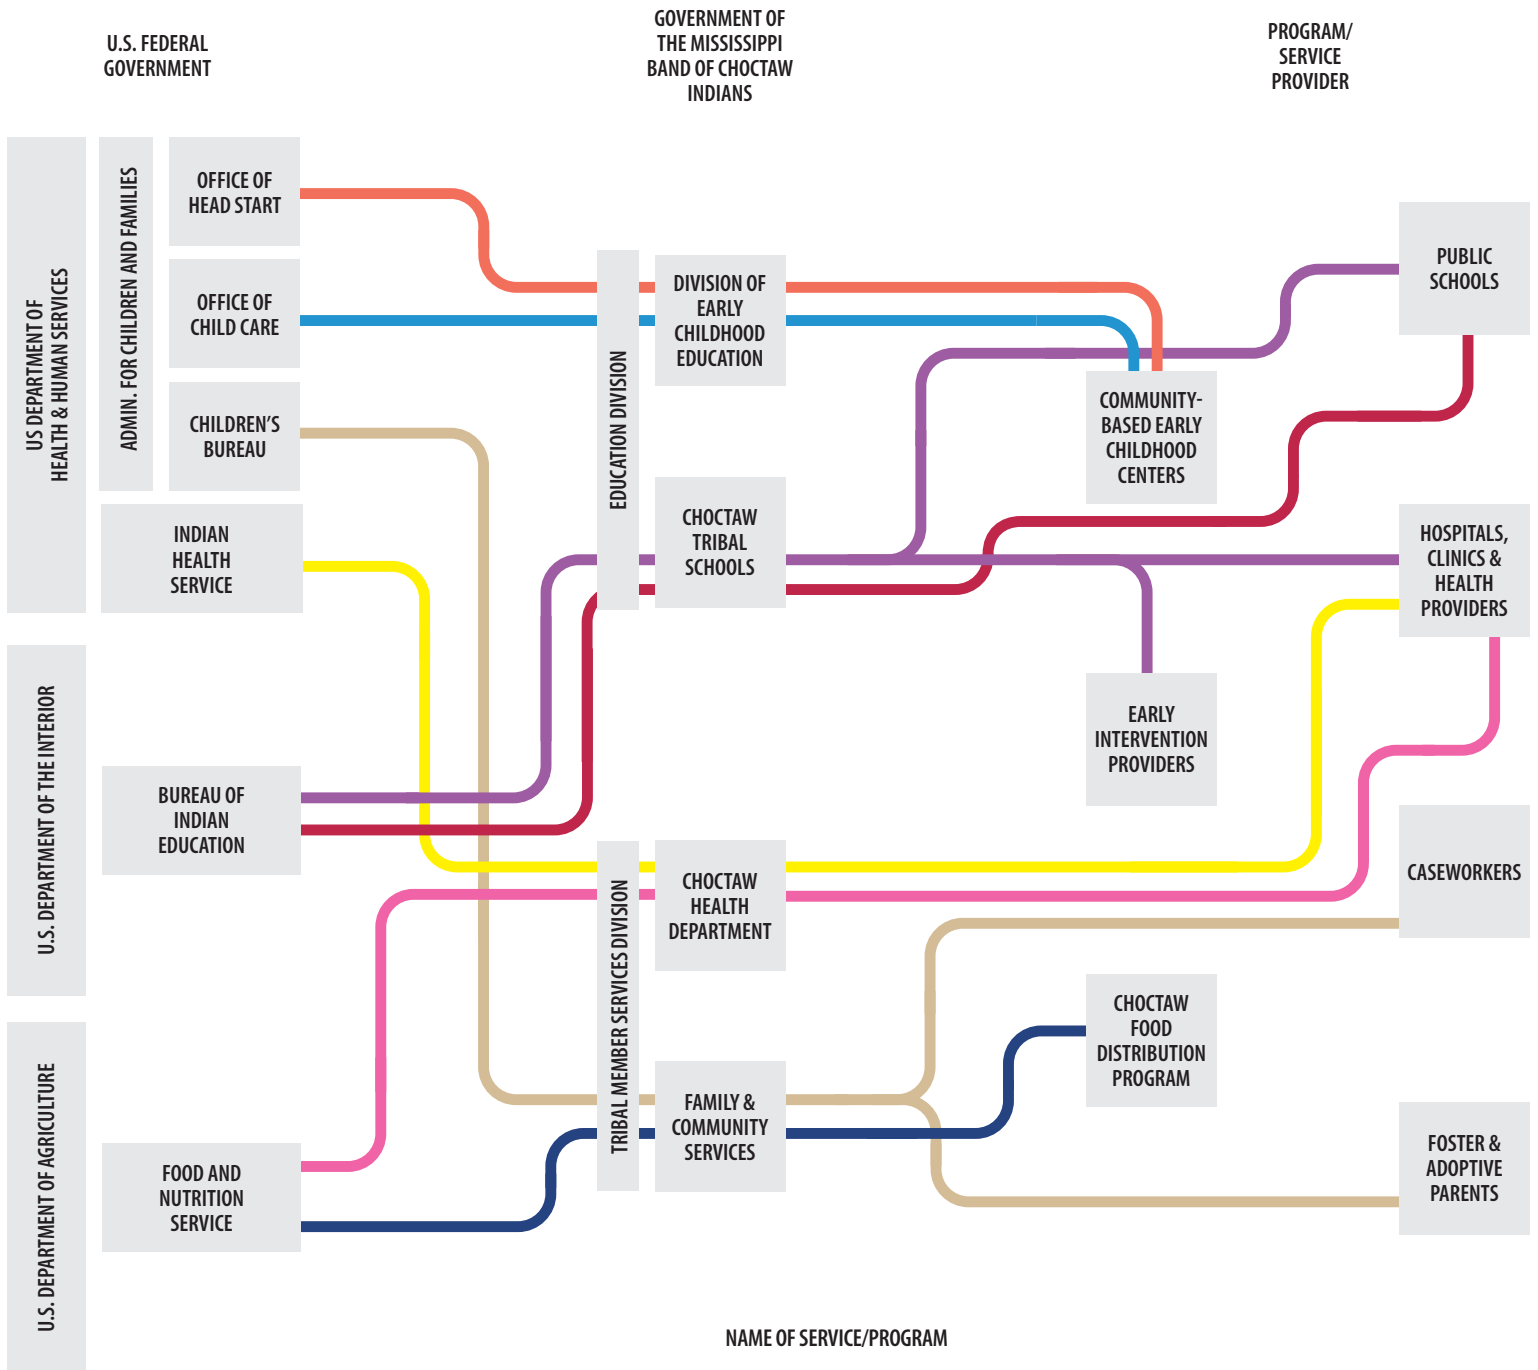 U.S. FEDERAL
GOVERNMENT
GOVERNMENT OF
THE MISSISSIPPI
BAND OF CHOCTAW
INDIANS
PROGRAM/
SERVICE
PROVIDER
US DEPARTMENT OF
HEALTH & HUMAN SERVICES
ADMIN. FOR CHILDREN AND FAMILIES
OFFICE OF
HEAD START
OFFICE OF
CHILD CARE
CHILDREN’S
BUREAU
INDIAN
HEALTH
SERVICE
U.S. DEPARTMENT OF THE INTERIOR
BUREAU OF
INDIAN
EDUCATION
U.S. DEPARTMENT OF AGRICULTURE
FOOD AND
NUTRITION
SERVICE
EDUCATION DIVISION
DIVISION OF
EARLY
CHILDHOOD
EDUCATION
CHOCTAW
TRIBAL
SCHOOLS
TRIBAL MEMBER SERVICES DIVISION
CHOCTAW
HEALTH
DEPARTMENT
FAMILY &
COMMUNITY
SERVICES
COMMUNITY-
BASED EARLY
CHILDHOOD
CENTERS
EARLY
INTERVENTION
PROVIDERS
CHOCTAW
FOOD
DISTRIBUTION
PROGRAM
PUBLIC
SCHOOLS
HOSPITALS,
CLINICS &
HEALTH
PROVIDERS
CASEWORKERS
FOSTER &
ADOPTIVE
PARENTS
NAME OF SERVICE/PROGRAM